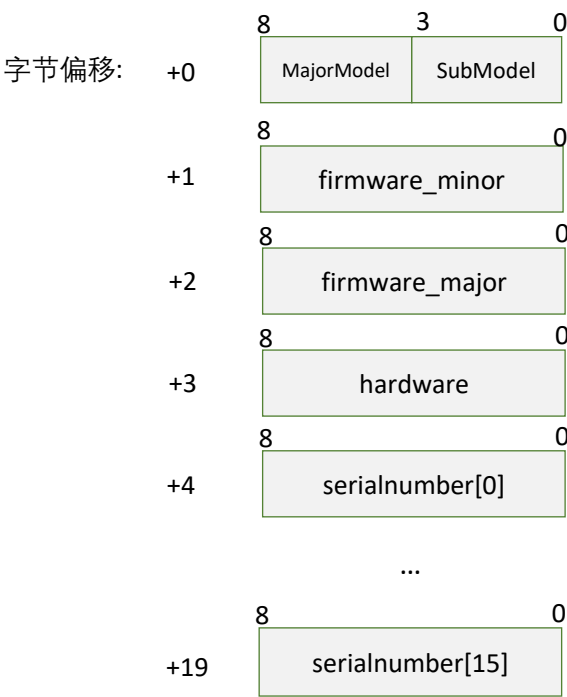 8 3 0
字节偏移: +0 MajorModel SubModel
8 0
+1 firmware_minor
8 0
+2 firmware_major
8 0
+3 hardware
8 0
+4 serialnumber[0]
...
8 0
+19 serialnumber[15]